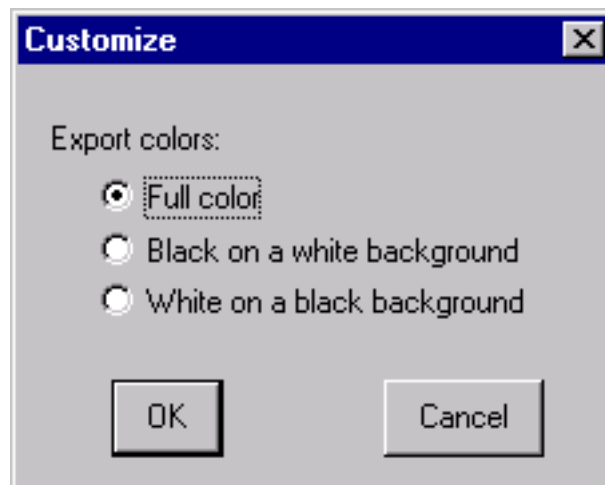 Customize
Export colors:
Full color
Black on a white background
White on a black background
OK Cancel